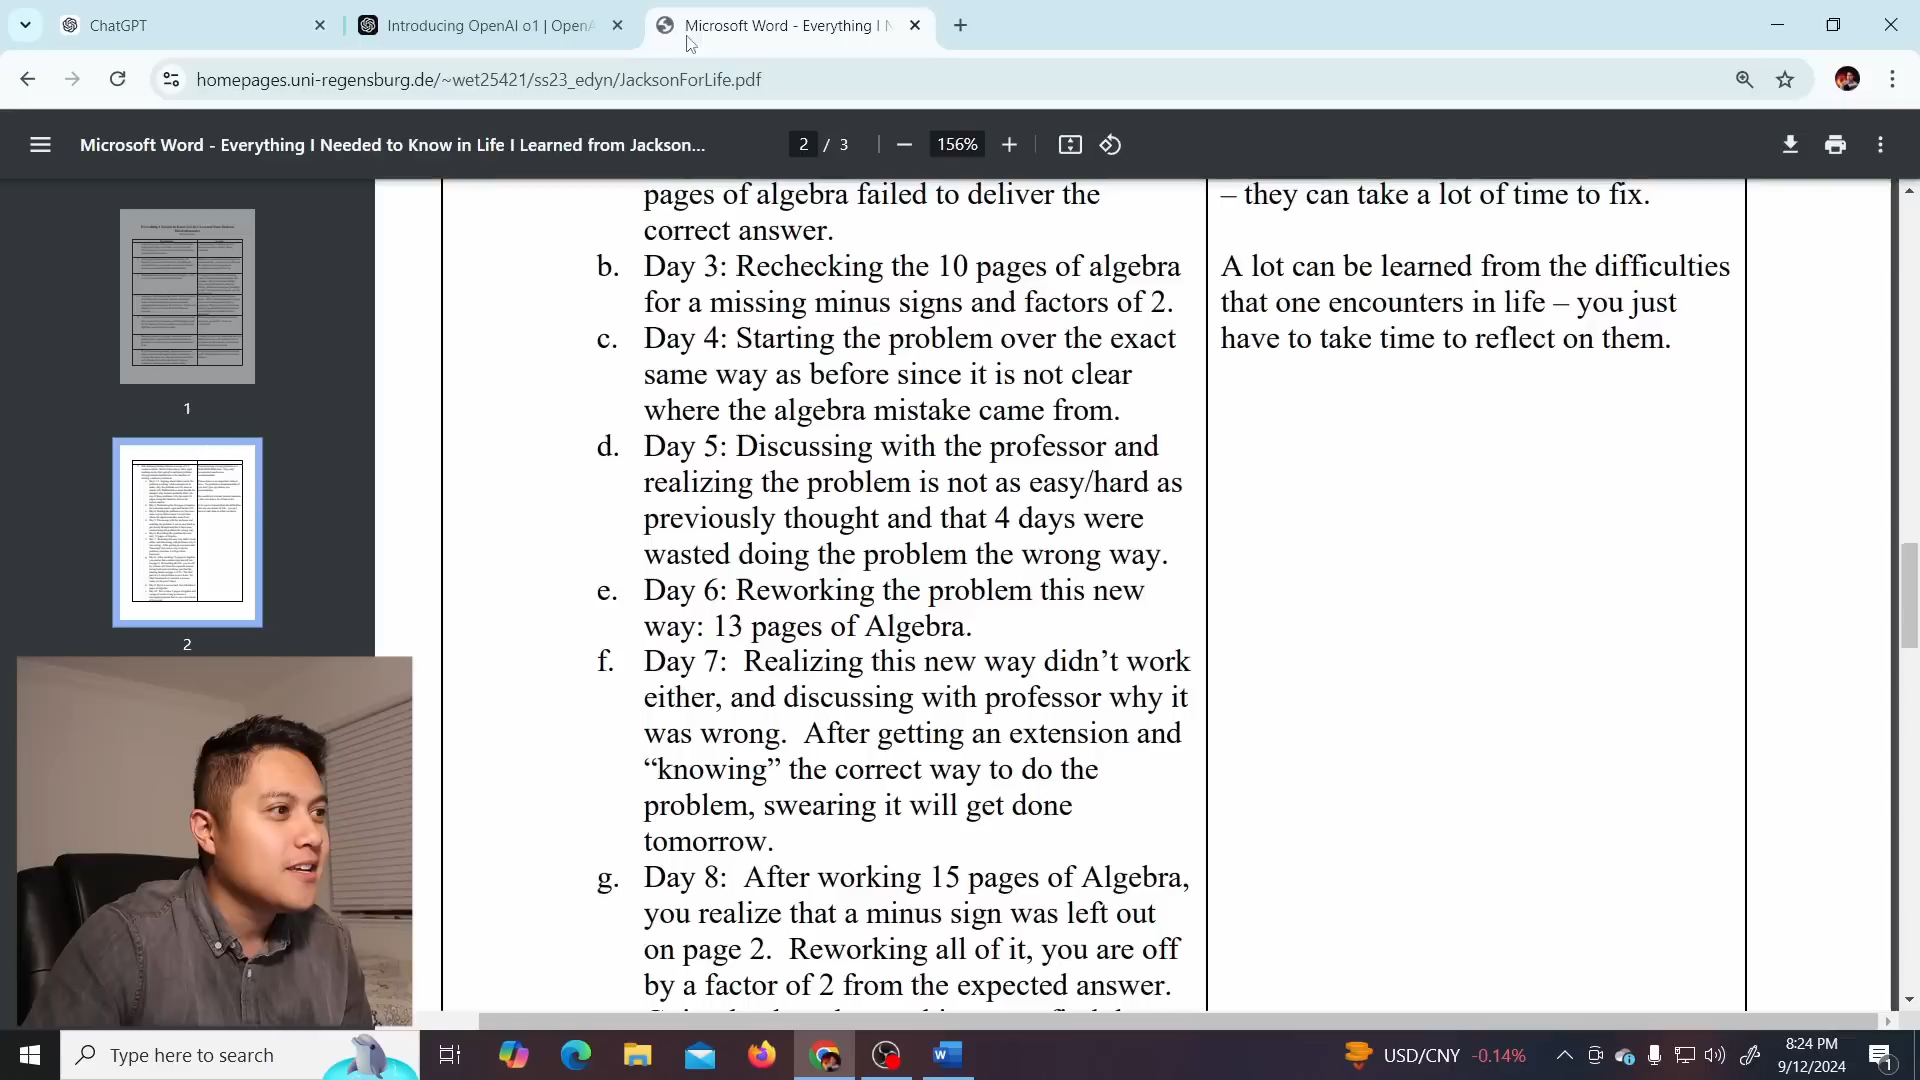 ChatGPT
Introducing OpenAI o1 | OpenA
Microsoft Word - Everything I N
homepages.uni-regensburg.de/~wet25421/ss23_edyn/JacksonForLife.pdf
Microsoft Word - Everything I Needed to Know in Life I Learned from Jackson...
2 / 3
156%
1
2
pages of algebra failed to deliver the
correct answer.
b. Day 3: Rechecking the 10 pages of algebra
for a missing minus signs and factors of 2.
c. Day 4: Starting the problem over the exact
same way as before since it is not clear
where the algebra mistake came from.
d. Day 5: Discussing with the professor and
realizing the problem is not as easy/hard as
previously thought and that 4 days were
wasted doing the problem the wrong way.
e. Day 6: Reworking the problem this new
way: 13 pages of Algebra.
f. Day 7: Realizing this new way didn’t work
either, and discussing with professor why it
was wrong. After getting an extension and
“knowing” the correct way to do the
problem, swearing it will get done
tomorrow.
g. Day 8: After working 15 pages of Algebra,
you realize that a minus sign was left out
on page 2. Reworking all of it, you are off
by a factor of 2 from the expected answer.
– they can take a lot of time to fix.
A lot can be learned from the difficulties
that one encounters in life – you just
have to take time to reflect on them.
Type here to search
USD/CNY -0.14%
8:24 PM
9/12/2024
1